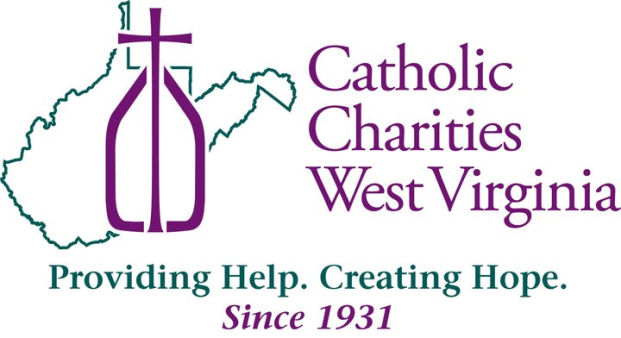 Catholic
Charities
West Virginia
Providing Help. Creating Hope.
Since 1931